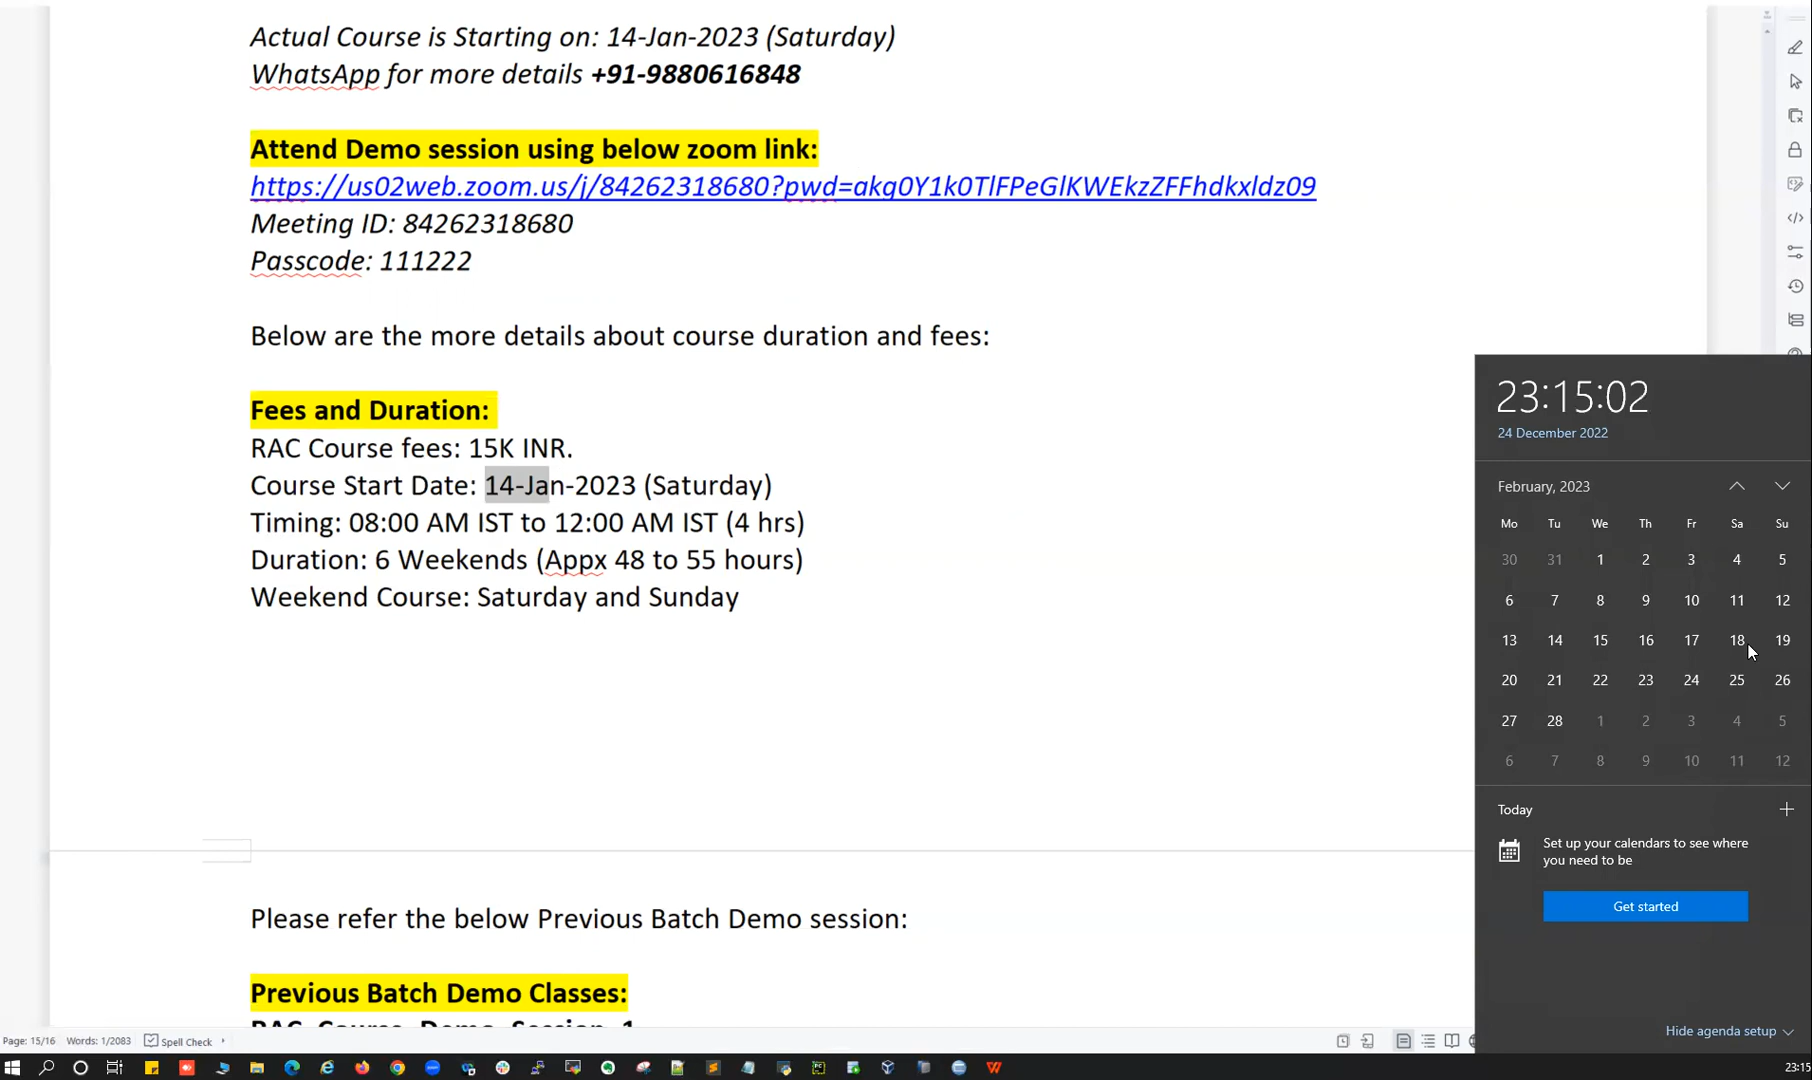 Actual Course is Starting on: 14-Jan-2023 (Saturday)
WhatsApp for more details +91-9880616848
Attend Demo session using below zoom link:
https://us02web.zoom.us/j/84262318680?pwd=akg0Y1k0TlFPeGlKWEkzZFFhdkxldz09
Meeting ID: 84262318680
Passcode: 111222
Below are the more details about course duration and fees:
Fees and Duration:
RAC Course fees: 15K INR.
Course Start Date: 14-Jan-2023 (Saturday)
Timing: 08:00 AM IST to 12:00 AM IST (4 hrs)
Duration: 6 Weekends (Appx 48 to 55 hours)
Weekend Course: Saturday and Sunday
Please refer the below Previous Batch Demo session:
Previous Batch Demo Classes:
RAC Course Demo Session 1
23:15:02
24 December 2022
February, 2023
Mo Tu We Th Fr Sa Su
30 31 1 2 3 4 5
6 7 8 9 10 11 12
13 14 15 16 17 18 19
20 21 22 23 24 25 26
27 28 1 2 3 4 5
6 7 8 9 10 11 12
Today
Set up your calendars to see where
you need to be
Get started
Hide agenda setup
Page: 15/16 Words: 1/2083 Spell Check
23:15